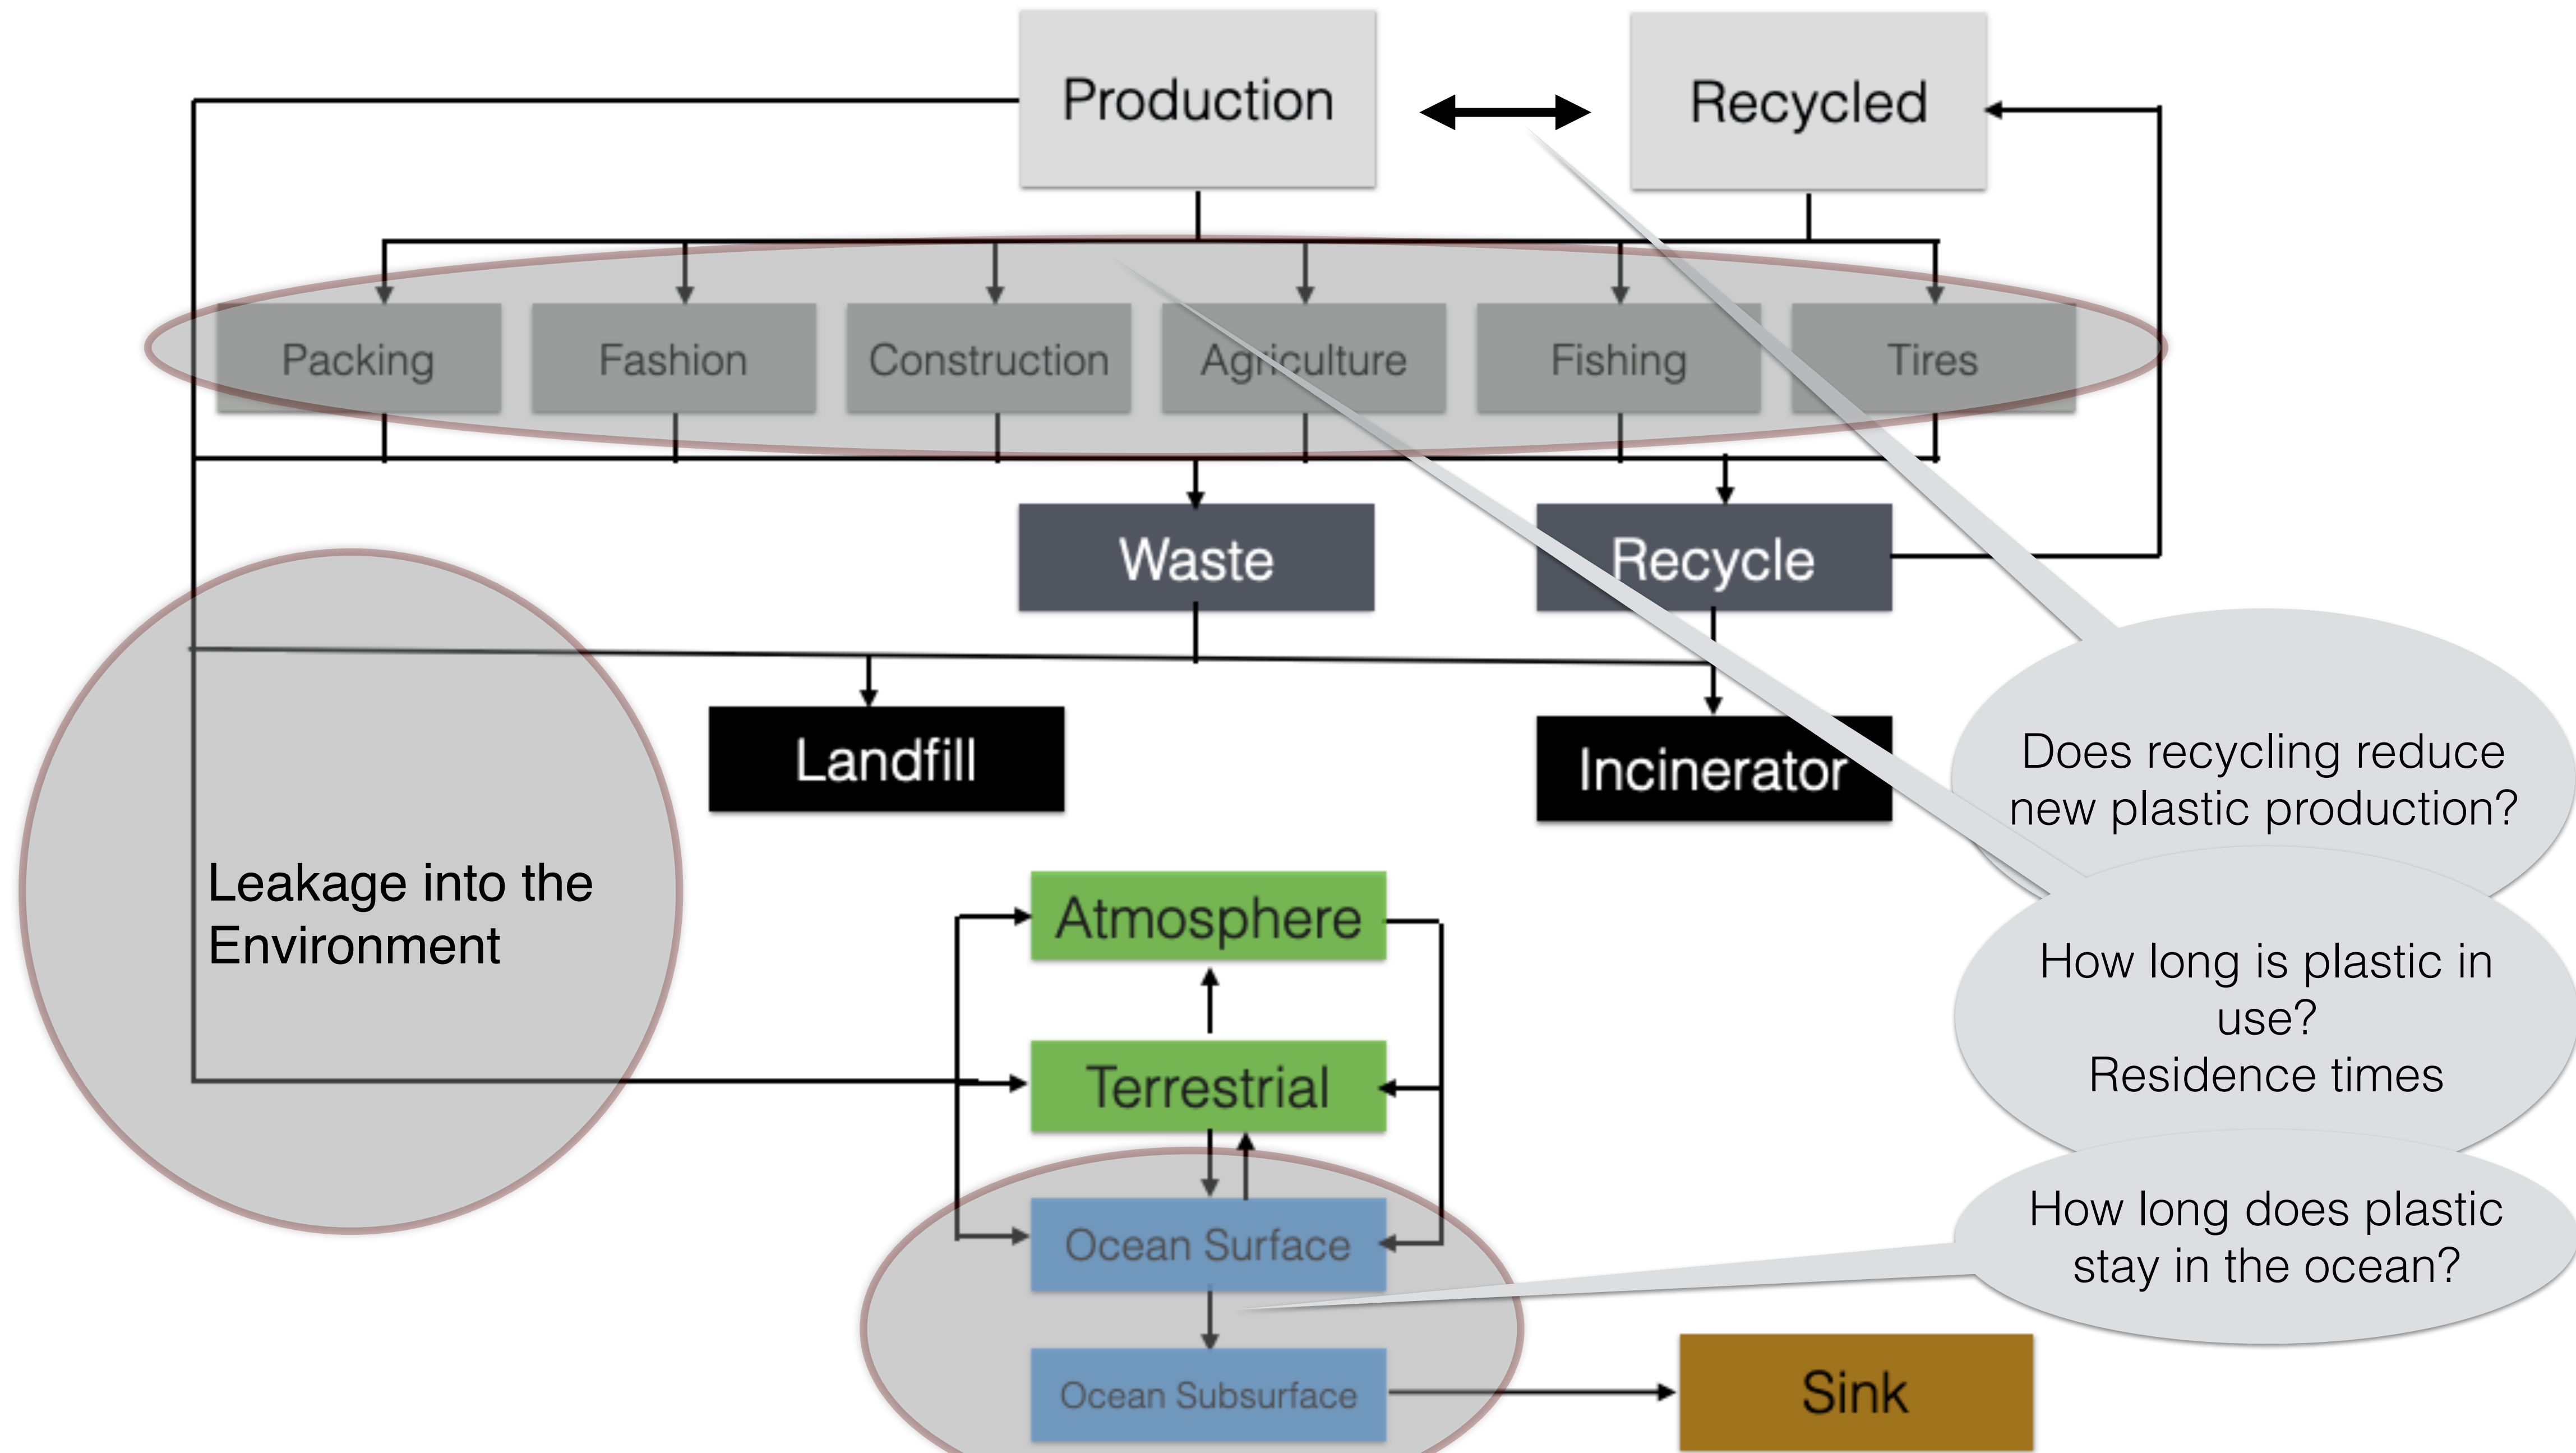 Production
Recycled
Packing
Fashion
Construction
Agriculture
Fishing
Tires
Waste
Recycle
Landfill
Incinerator
Does recycling reduce
new plastic production?
Leakage into the
Environment
Atmosphere
How long is plastic in
use?
Residence times
Terrestrial
How long does plastic
stay in the ocean?
Ocean Surface
Ocean Subsurface
Sink